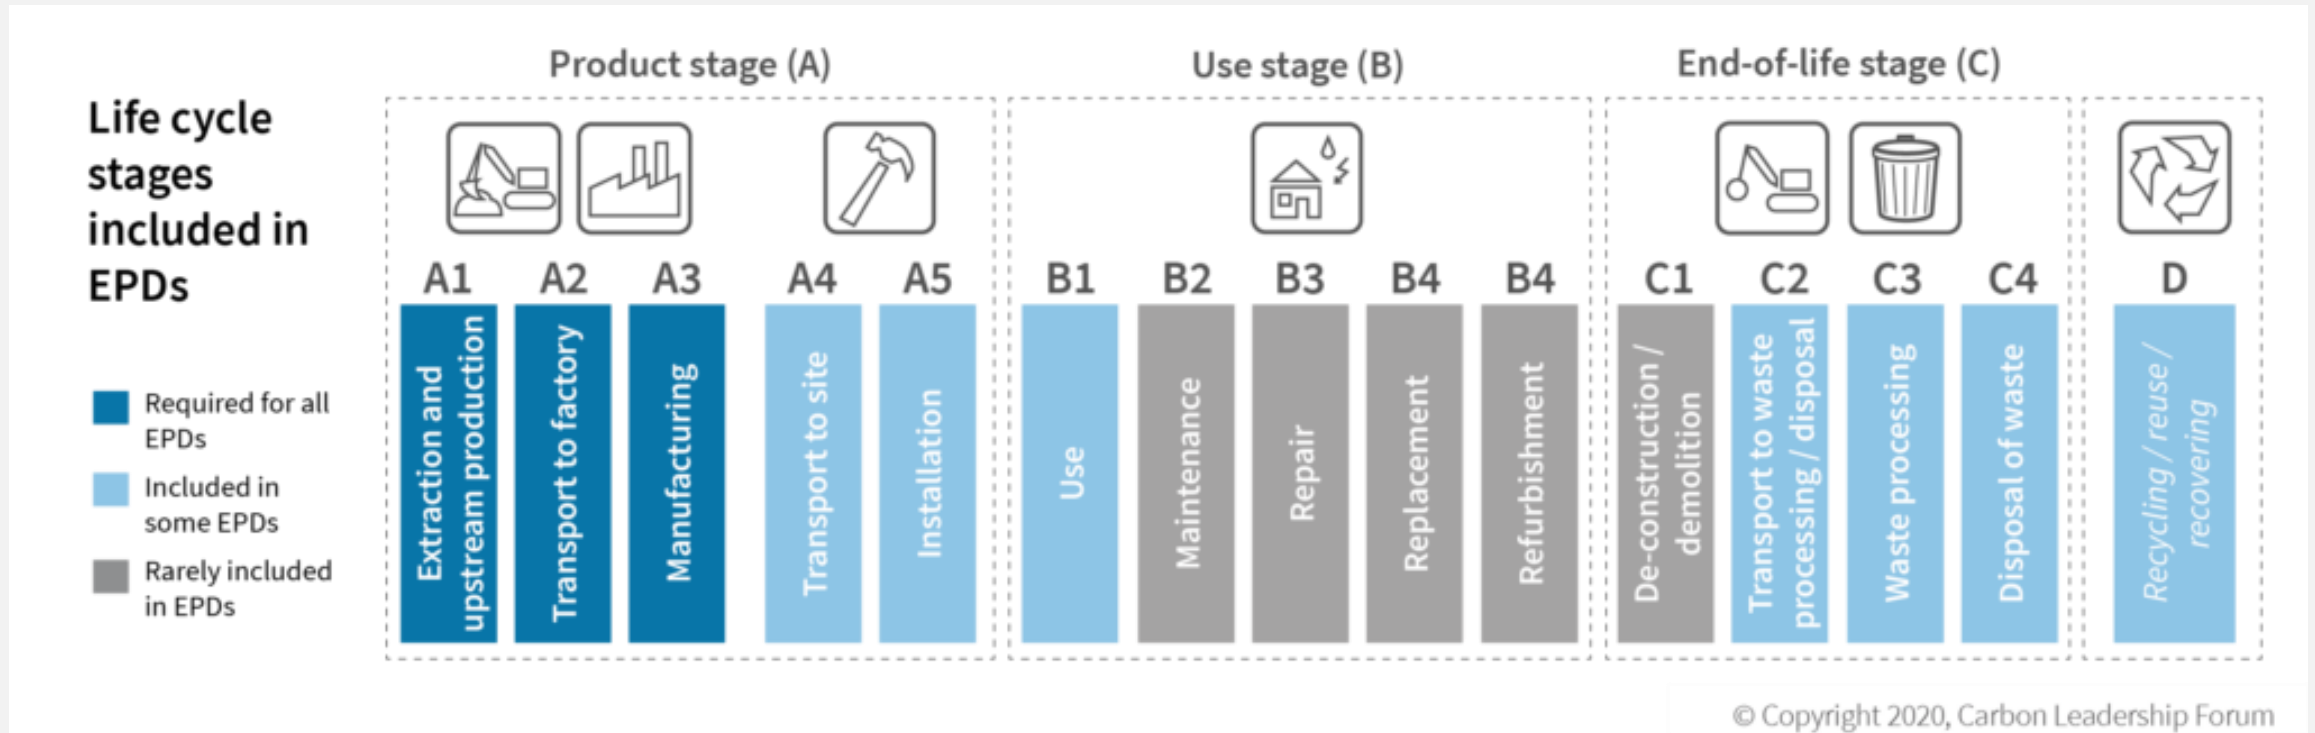 Product stage (A)
Use stage (B)
End-of-life stage (C)
Life cycle
stages
included in
EPDs
Required for all
EPDs
Included in
some EPDs
Rarely included
in EPDs
A1
A2
A3
A4
A5
B1
B2
B3
B4
B4
C1
C2
C3
C4
D
Extraction and
upstream production
Transport to factory
Manufacturing
Transport to site
Installation
Use
Maintenance
Repair
Replacement
Refurbishment
De-construction /
demolition
Transport to waste
processing / disposal
Waste processing
Disposal of waste
Recycling / reuse /
recovering
© Copyright 2020, Carbon Leadership Forum